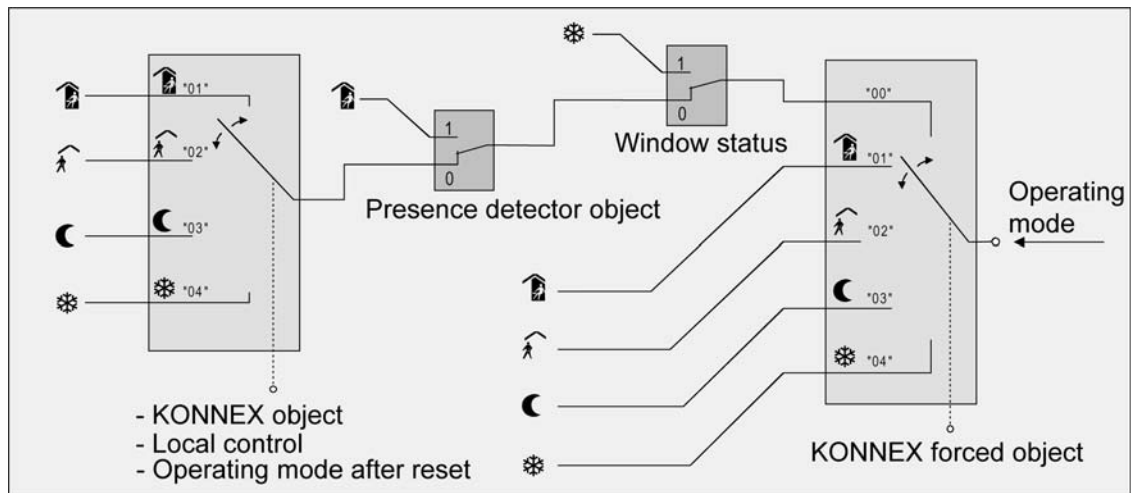 "01"
"02"
"03"
"04"
- KONNEX object
- Local control
- Operating mode after reset
1
0
Presence detector object
1
0
Window status
"00"
"01"
"02"
"03"
"04"
KONNEX forced object
Operating
mode